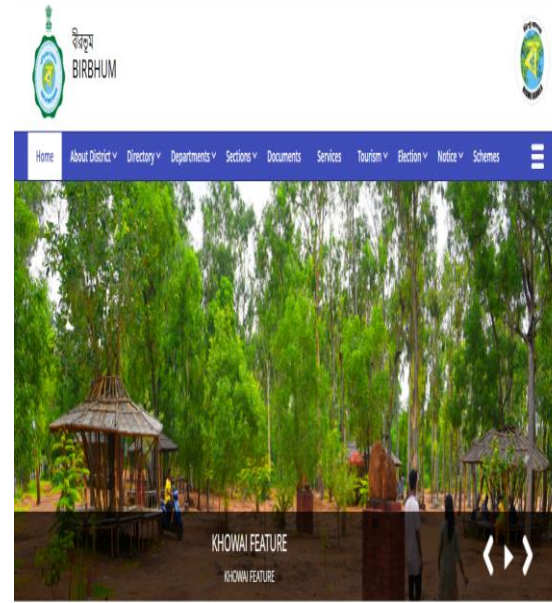 বীরভূম
BIRBHUM
Home About District Directory Departments Sections Documents Services Tourism Election Notice Schemes
KHOWAI FEATURE
KHOWAI FEATURE